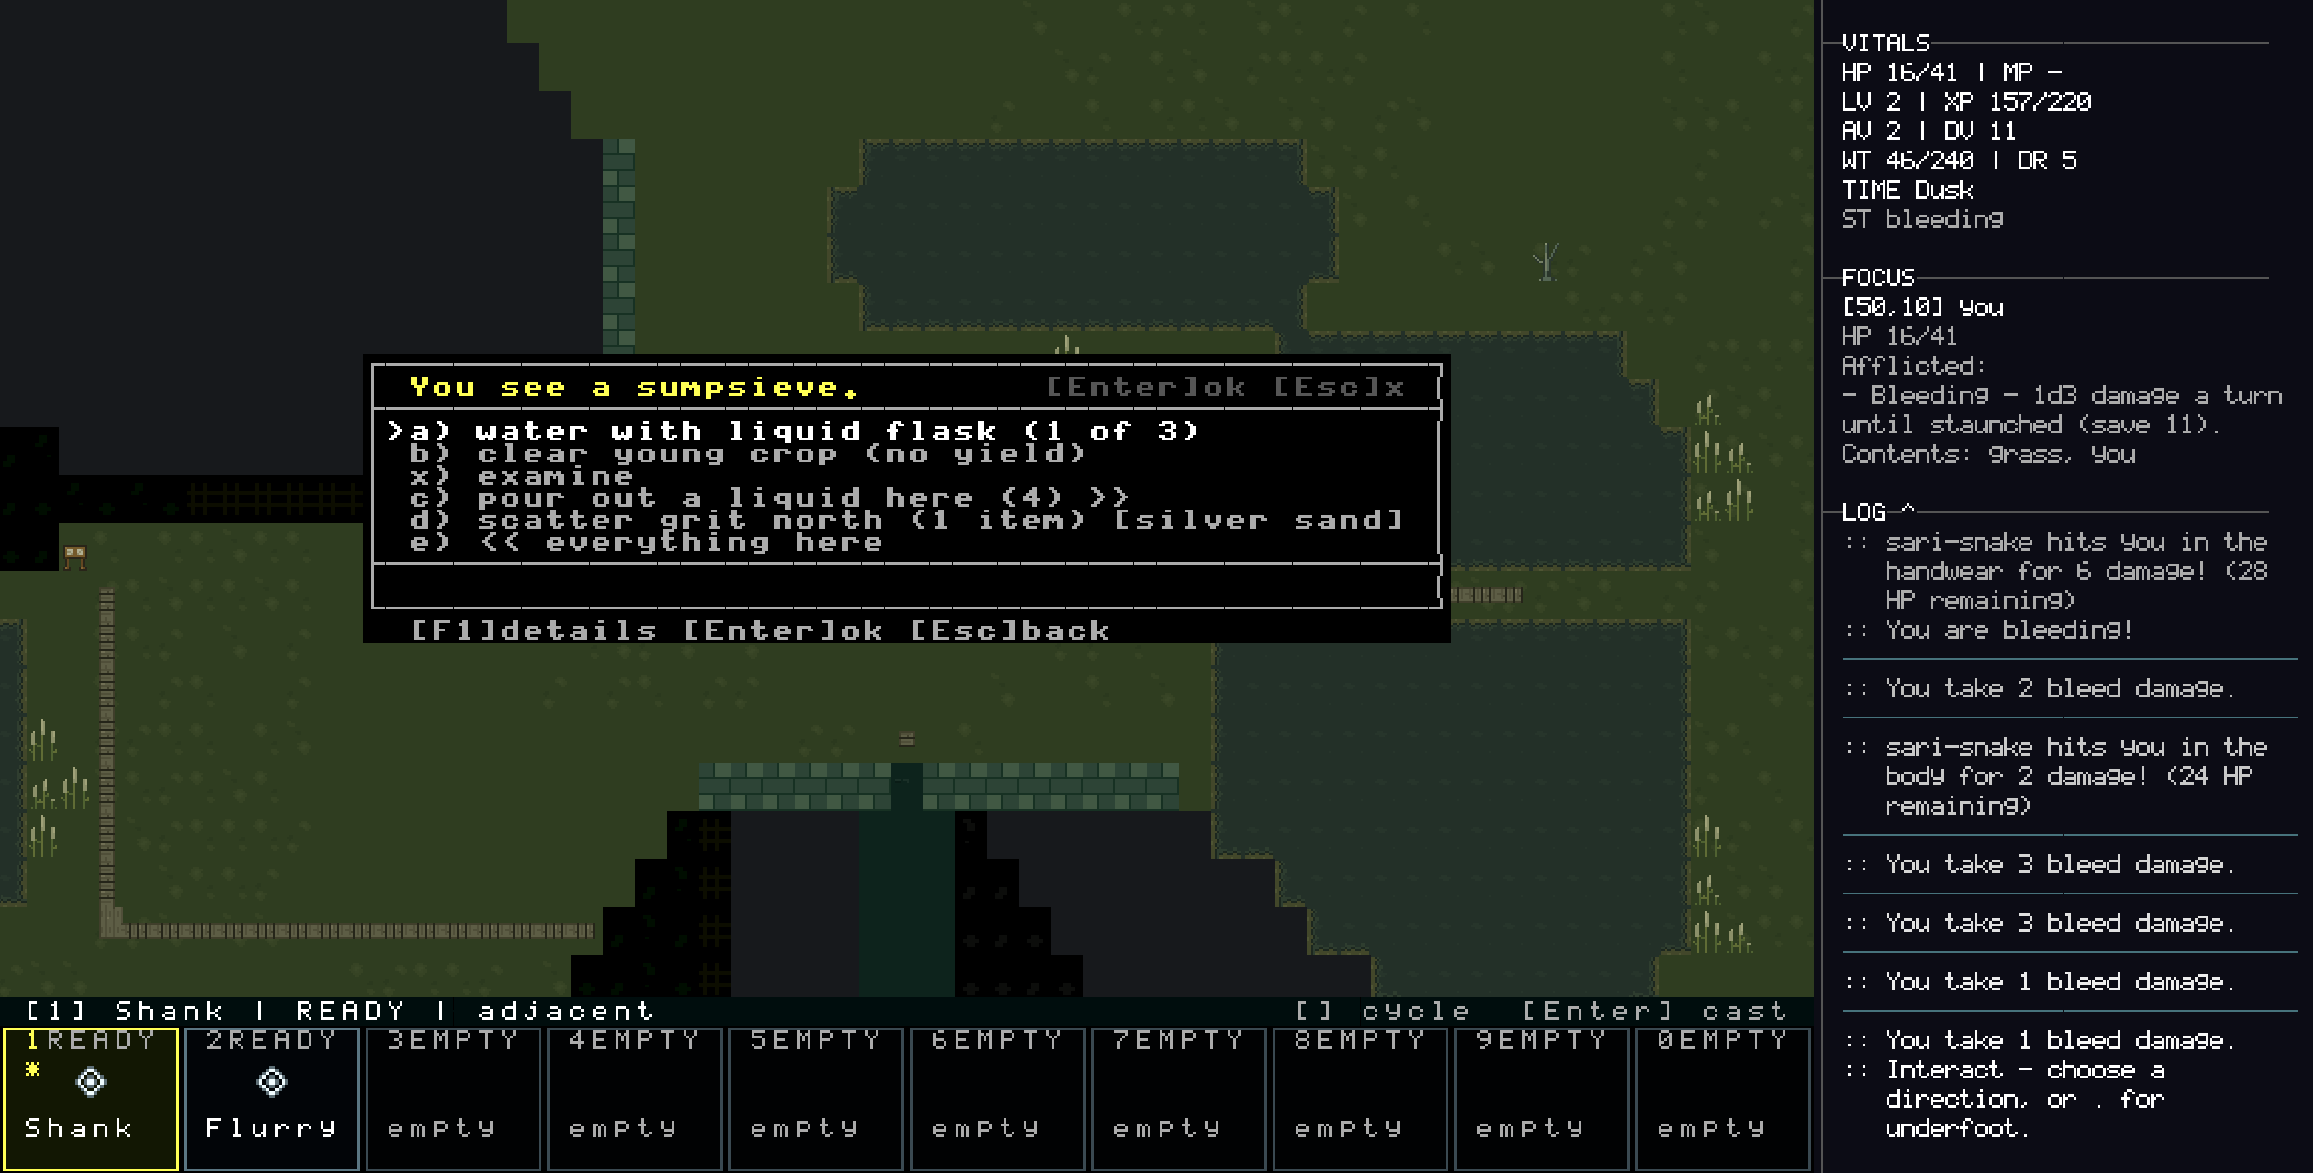 You see a sumpsieve. [Enter]ok [Esc]x
>a) water with liquid flask (1 of 3)
b) clear young crop (no yield)
x) examine
c) pour out a liquid here (4) >>
d) scatter grit north (1 item) [silver sand]
e) << everything here
[F1]details [Enter]ok [Esc]back
[1] Shank | READY | adjacent [] cycle [Enter] cast
1READY 2READY 3EMPTY 4EMPTY 5EMPTY 6EMPTY 7EMPTY 8EMPTY 9EMPTY 0EMPTY
*
Shank Flurry empty empty empty empty empty empty empty empty
VITALS
HP 16/41 | MP -
LV 2 | XP 157/220
AV 2 | DV 11
WT 46/240 | DR 5
TIME Dusk
ST bleeding
FOCUS
[50,10] You
HP 16/41
Afflicted:
- Bleeding - 1d3 damage a turn
until staunched (save 11).
Contents: grass, You
LOG ^
:: sari-snake hits You in the
handwear for 6 damage! (28
HP remaining)
:: You are bleeding!
:: You take 2 bleed damage.
:: sari-snake hits You in the
body for 2 damage! (24 HP
remaining)
:: You take 3 bleed damage.
:: You take 3 bleed damage.
:: You take 1 bleed damage.
:: You take 1 bleed damage.
:: Interact - choose a
direction, or . for
underfoot.